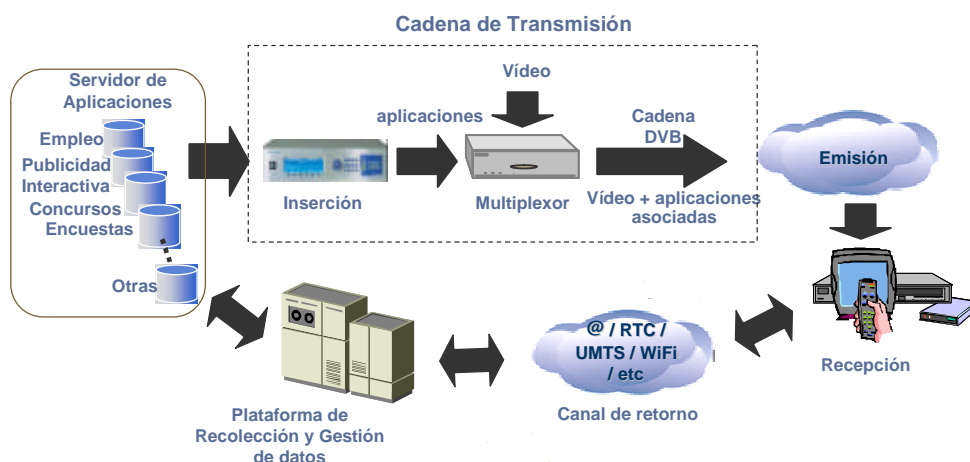 Cadena de Transmisión
Servidor de
Aplicaciones
Empleo
Publicidad
Interactiva
Concursos
Encuestas
Otras
Inserción
aplicaciones
Vídeo
Multiplexor
Cadena
DVB
Vídeo + aplicaciones
asociadas
Emisión
Recepción
@ / RTC /
UMTS / WiFi
/ etc
Canal de retorno
Plataforma de
Recolección y Gestión
de datos